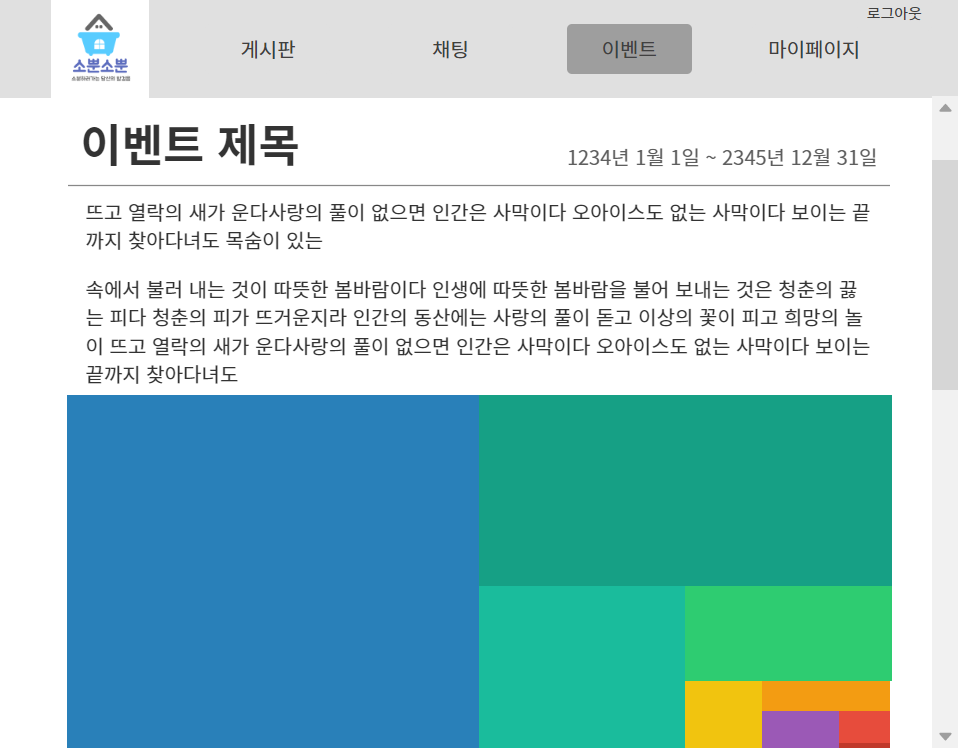 로그아웃
소뿐소뿐
게시판
채팅
이벤트
마이페이지
이벤트 제목
1234년 1월 1일 ~ 2345년 12월 31일
뜨고 열락의 새가 운다사랑의 풀이 없으면 인간은 사막이다 오아이스도 없는 사막이다 보이는 끝
까지 찾아다녀도 목숨이 있는
속에서 불러 내는 것이 따뜻한 봄바람이다 인생에 따뜻한 봄바람을 불어 보내는 것은 청춘의 끓
는 피다 청춘의 피가 뜨거운지라 인간의 동산에는 사랑의 풀이 돋고 이상의 꽃이 피고 희망의 놀
이 뜨고 열락의 새가 운다사랑의 풀이 없으면 인간은 사막이다 오아이스도 없는 사막이다 보이는
끝까지 찾아다녀도